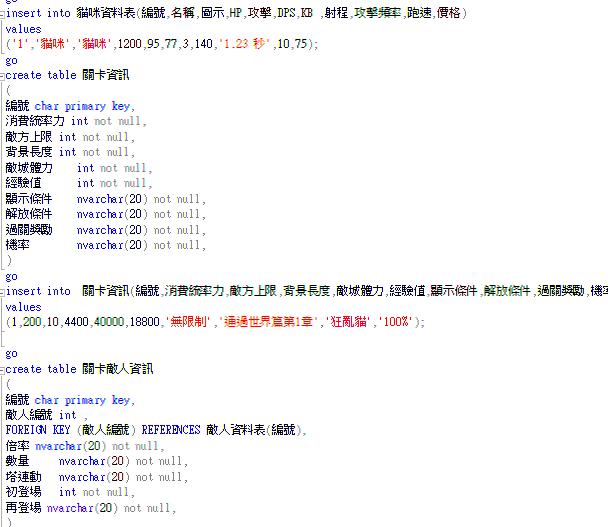 insert into 貓咪資料表(編號,名稱,圖示,HP,攻擊,DPS,KB ,射程,攻擊頻率,跑速,價格)
values
('1','貓咪','貓咪',1200,95,77,3,140,'1.23 秒',10,75);
go
create table 關卡資訊
(
編號 char primary key,
消費統率力 int not null,
敵方上限 int not null,
背景長度 int not null,
敵城體力 int not null,
經驗值 int not null,
顯示條件 nvarchar(20) not null,
解放條件 nvarchar(20) not null,
過關獎勵 nvarchar(20) not null,
機率 nvarchar(20) not null,
)
go
insert into 關卡資訊(編號,消費統率力,敵方上限,背景長度,敵城體力,經驗值,顯示條件,解放條件,過關獎勵,機率
values
(1,200,10,4400,40000,18800,'無限制','通過世界篇第1章','狂亂貓','100%');
go
create table 關卡敵人資訊
(
編號 char primary key,
敵人編號 int ,
FOREIGN KEY (敵人編號) REFERENCES 敵人資料表(編號),
倍率 nvarchar(20) not null,
數量 nvarchar(20) not null,
塔連動 nvarchar(20) not null,
初登場 int not null,
再登場 nvarchar(20) not null,
)